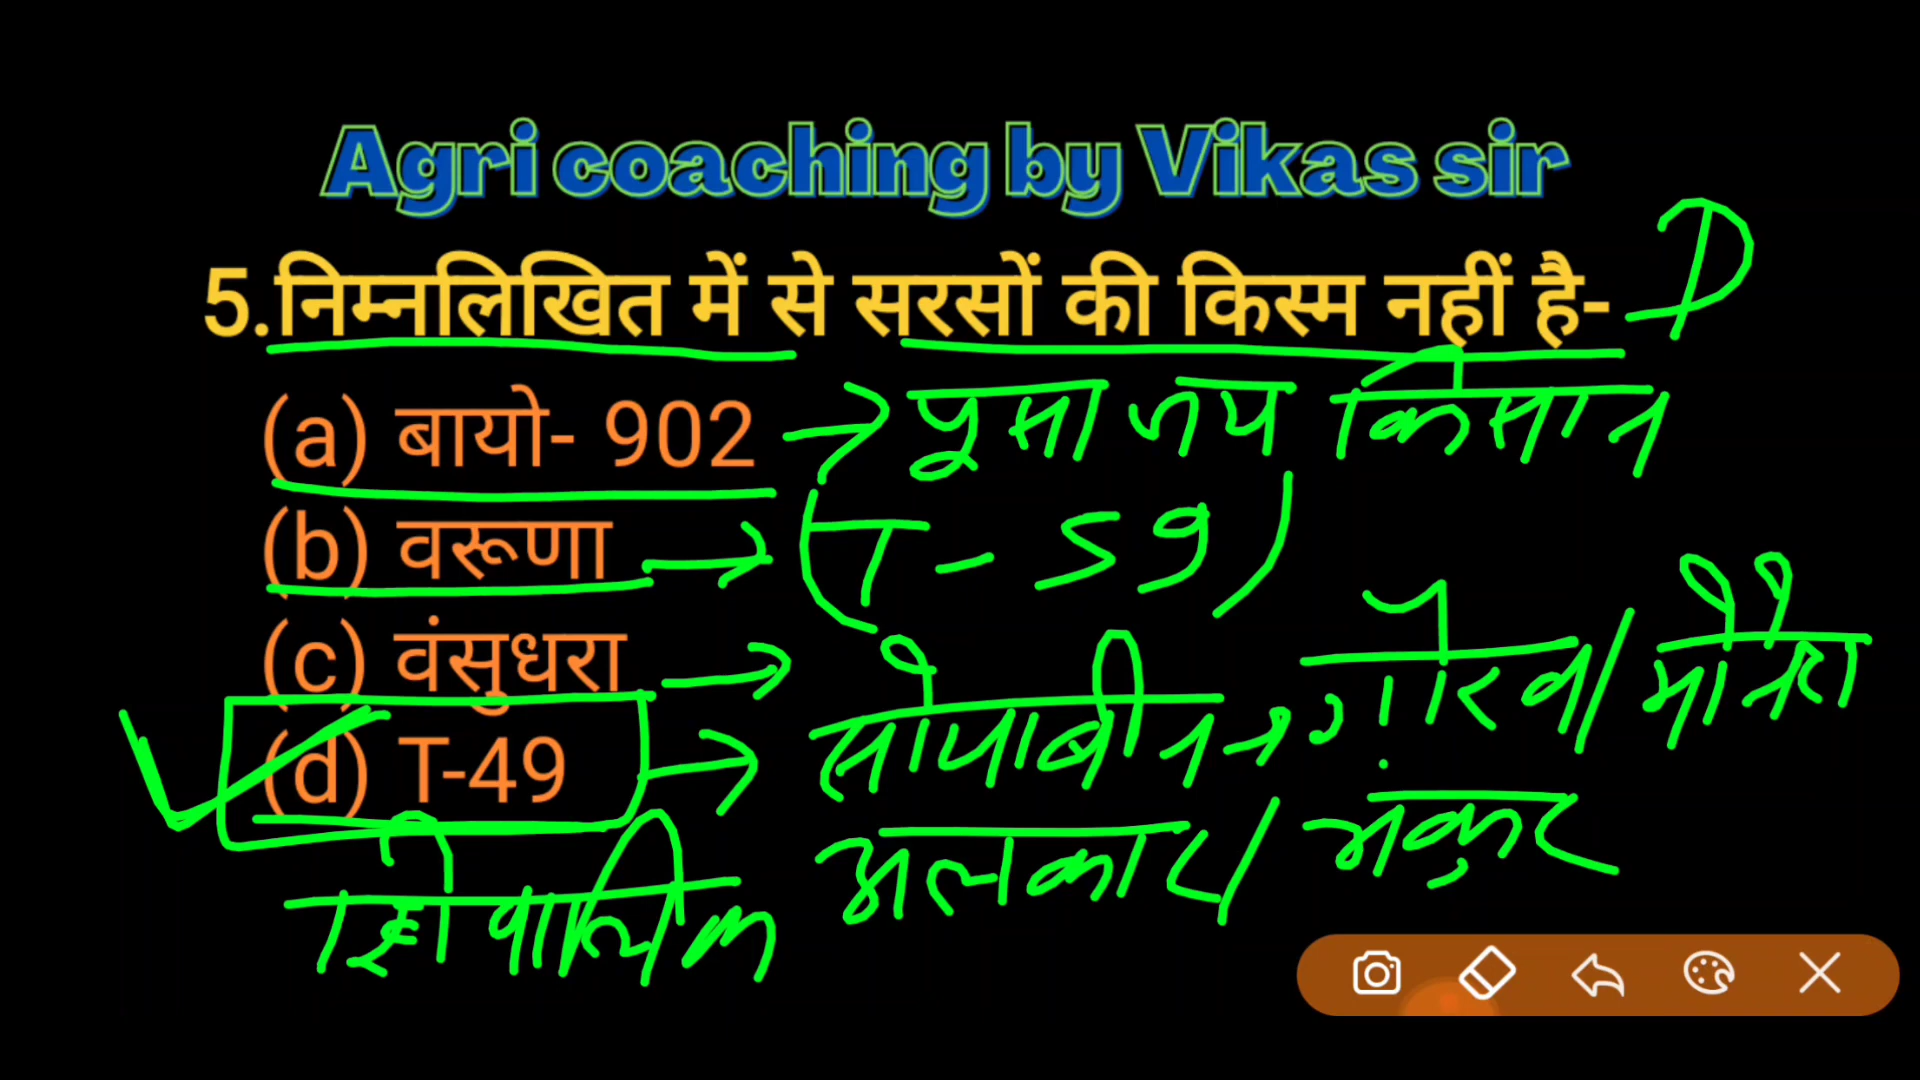 Agri coaching by Vikas sir
5.निम्नलिखित में से सरसों की किस्म नहीं है- D
(a) बायो- 902 → पूसा जय किसान
(b) वरूणा → (T-59)
(c) वंसुधरा →
(d) T-49 → सोयाबीन → गौरव/
अलंकार/ अंकुर